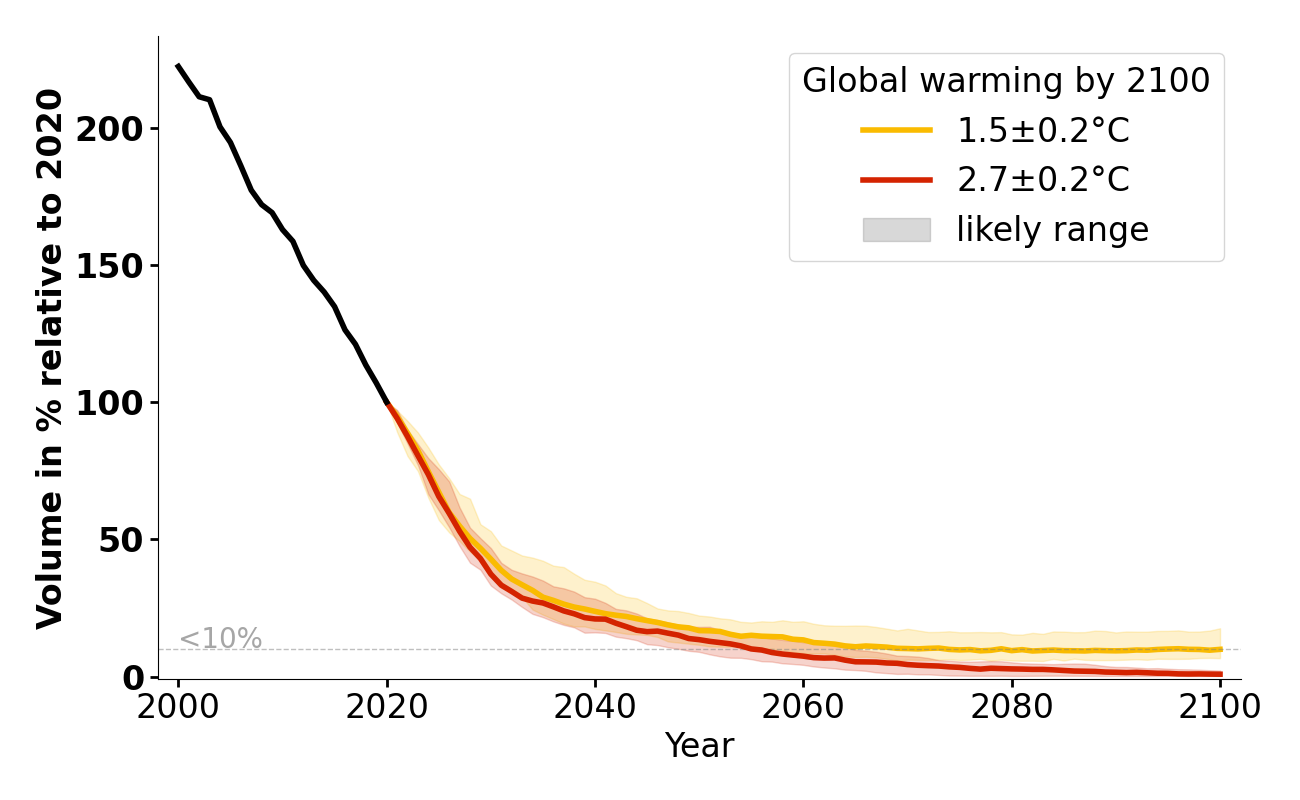 Volume in % relative to 2020
200
150
100
50
0
<10%
Global warming by 2100
1.5±0.2°C
2.7±0.2°C
likely range
2000 2020 2040 2060 2080 2100
Year